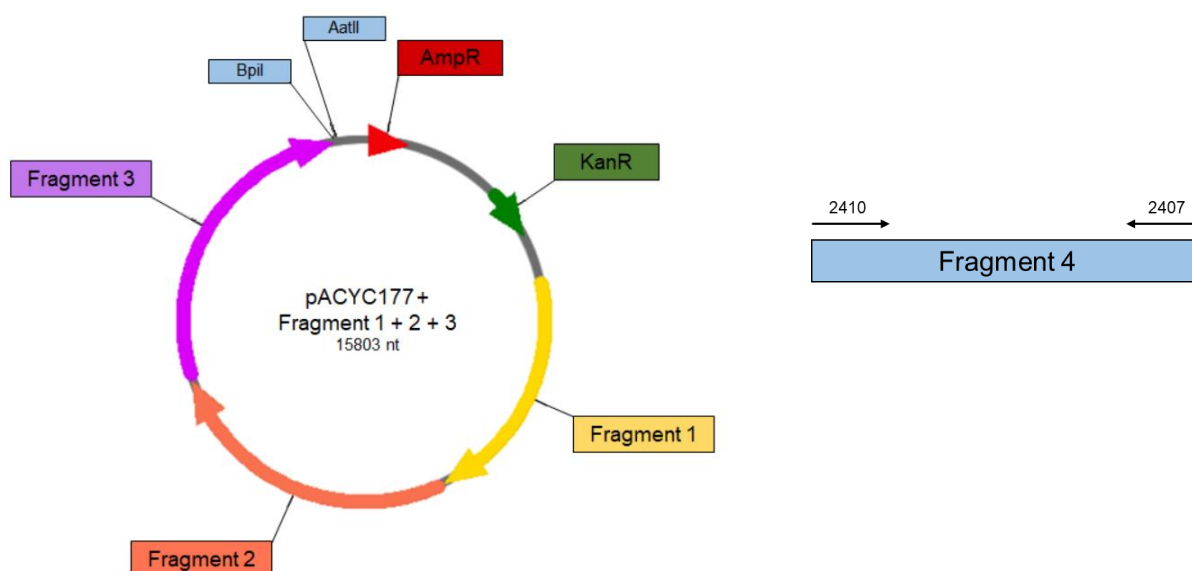 AatII
BpiI
AmpR
KanR
Fragment 3
pACYC177 +
Fragment 1 + 2 + 3
15803 nt
Fragment 1
Fragment 2
2410
2407
Fragment 4